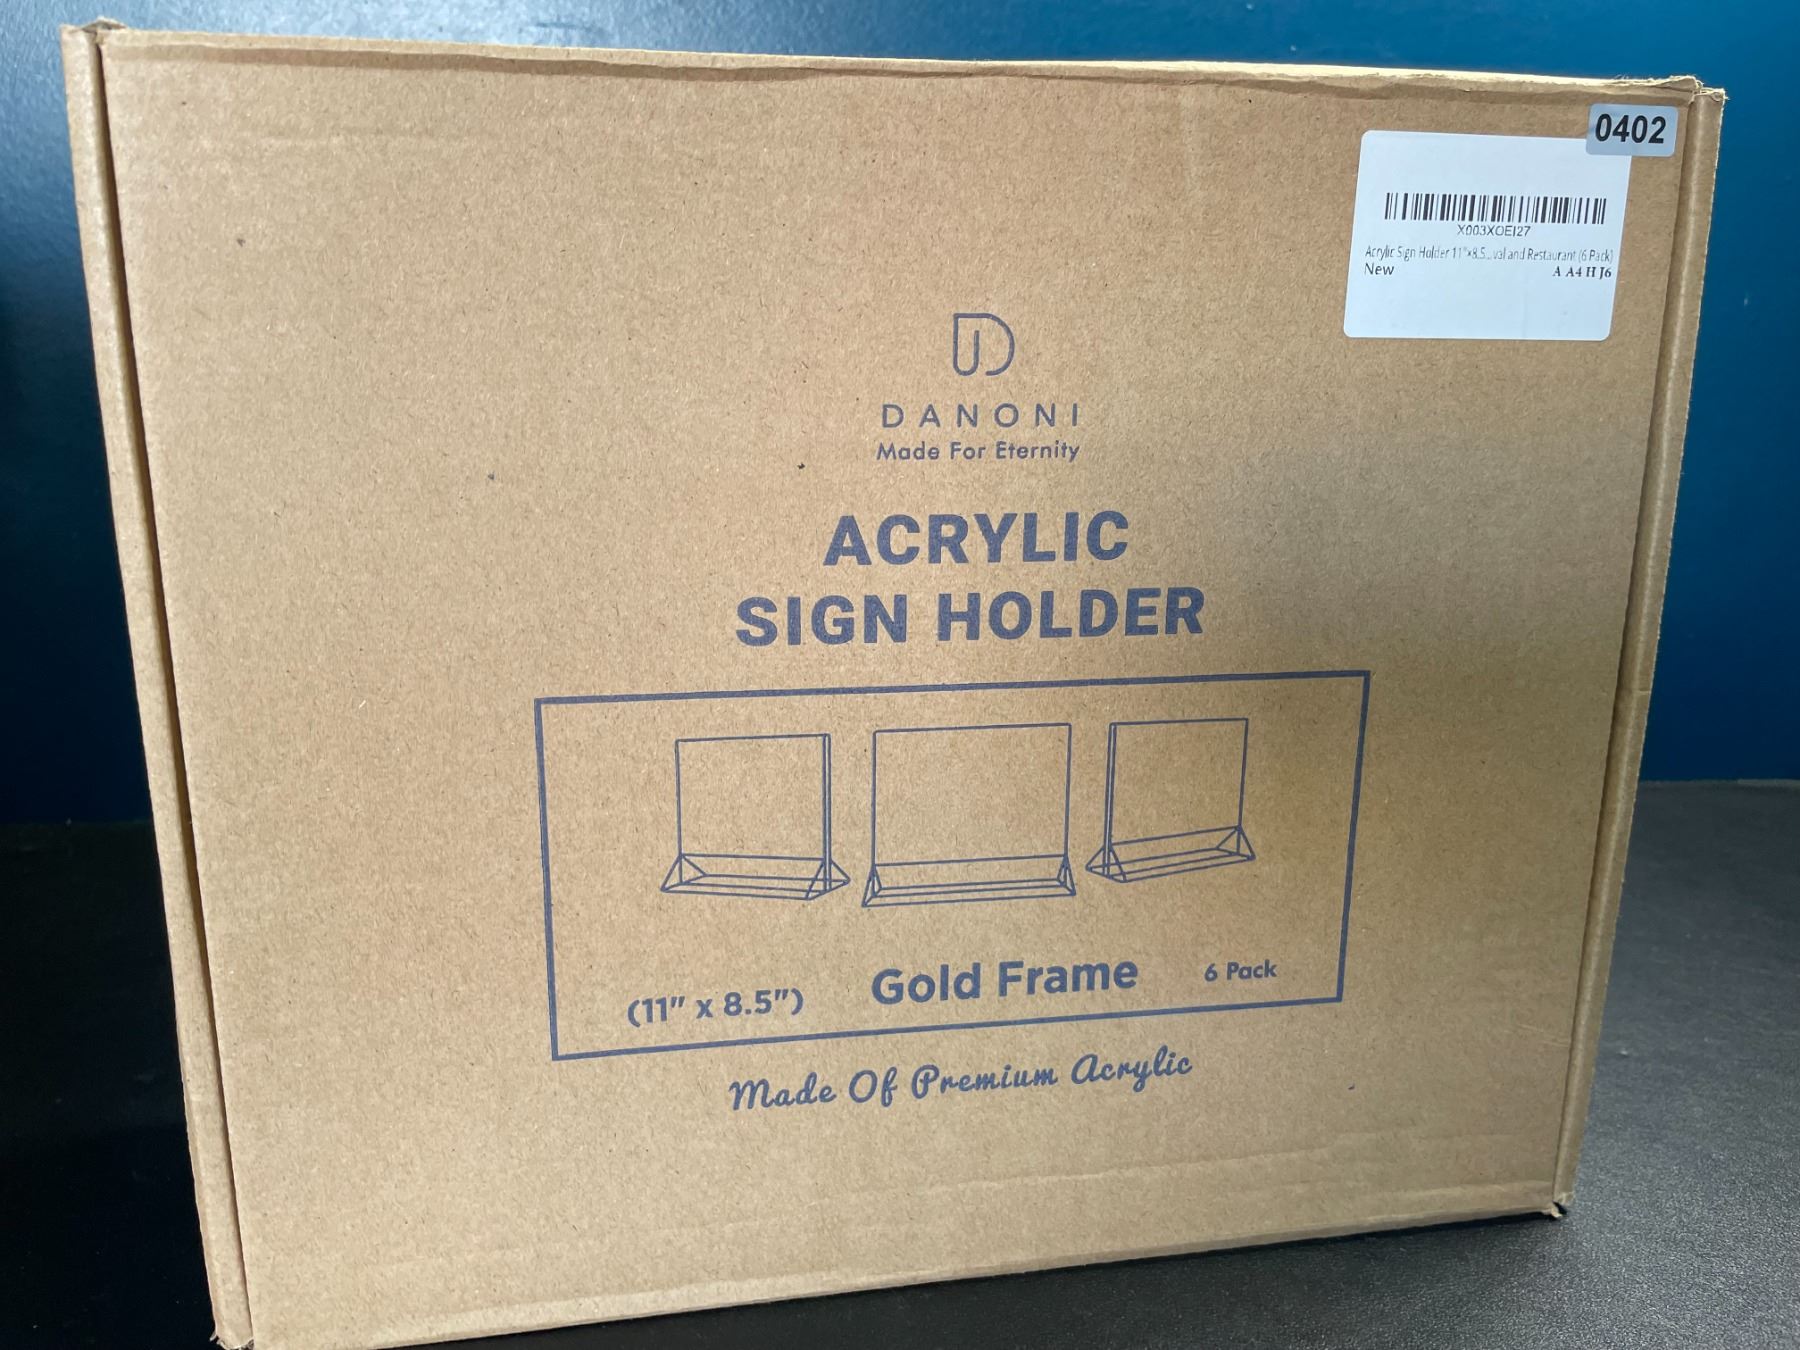 0402
X003XOEI27
Acrylic Sign Holder 11"x8.5... val and Restaurant (6 Pack)
New A A4 H J6
DANONI
Made For Eternity
ACRYLIC
SIGN HOLDER
(11" x 8.5") Gold Frame 6 Pack
Made Of Premium Acrylic